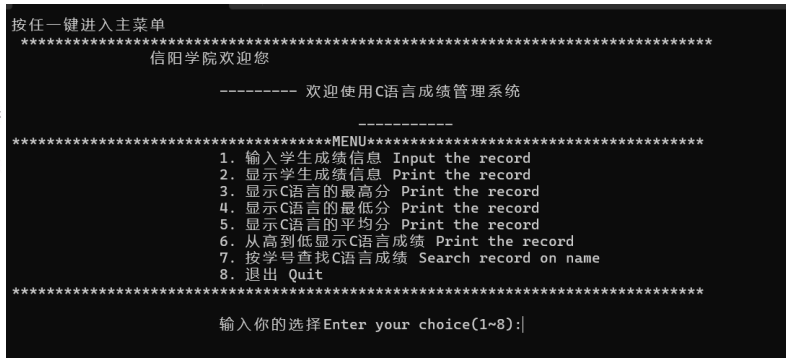 按任一键进入主菜单
********************************************************************************
信阳学院欢迎您
--------- 欢迎使用C语言成绩管理系统
-----------
*************************************MENU***************************************
1. 输入学生成绩信息 Input the record
2. 显示学生成绩信息 Print the record
3. 显示C语言的最高分 Print the record
4. 显示C语言的最低分 Print the record
5. 显示C语言的平均分 Print the record
6. 从高到低显示C语言成绩 Print the record
7. 按学号查找C语言成绩 Search record on name
8. 退出 Quit
********************************************************************************
输入你的选择Enter your choice(1~8):